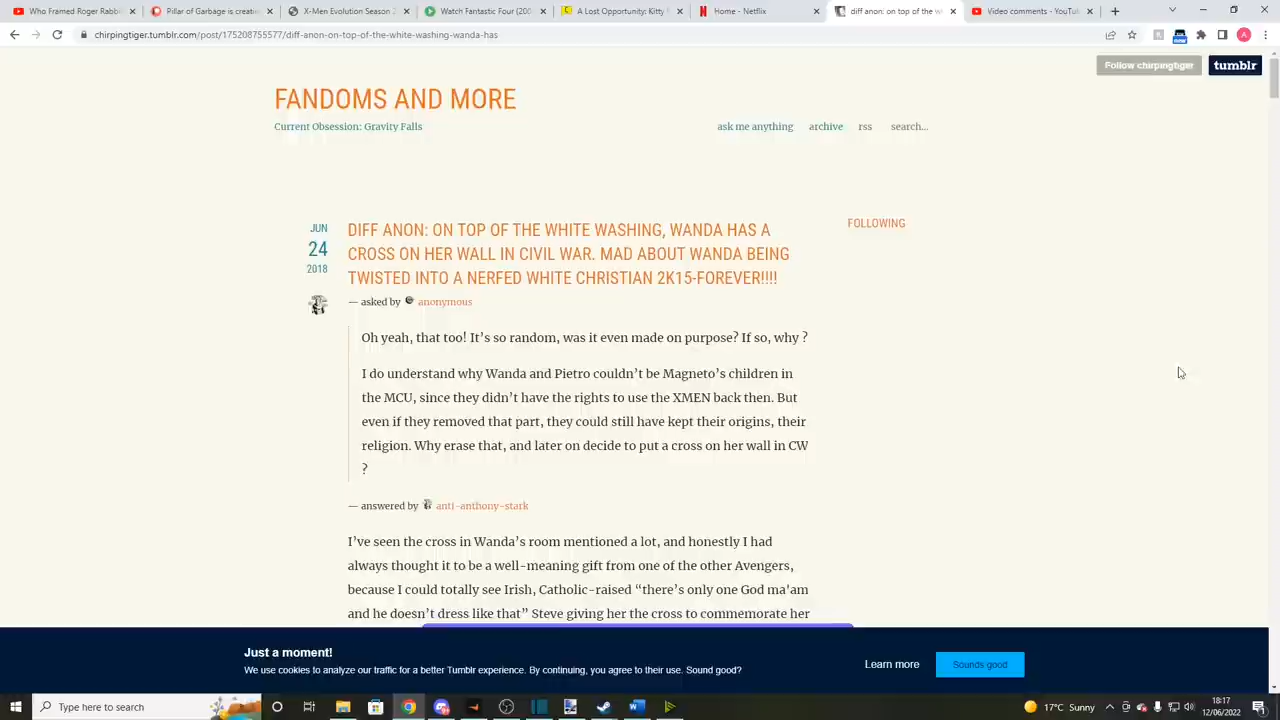 Who Framed Roger Rabbit
Pillar of Garbage is creatin
X-Men Evolution Season 2
Watch Fantastic Four (200
A Lost Opportunity: Kitty P
Home - Netflix
diff anon: on top of the w
Video comments - YouTu
chirpingtiger.tumblr.com/post/175208755577/diff-anon-on-top-of-the-white-washing-wanda-has
Follow chirpingtiger
tumblr
FANDOMS AND MORE
Current Obsession: Gravity Falls
ask me anything
archive
rss
search...
JUN
24
2018
DIFF ANON: ON TOP OF THE WHITE WASHING, WANDA HAS A
CROSS ON HER WALL IN CIVIL WAR. MAD ABOUT WANDA BEING
TWISTED INTO A NERFED WHITE CHRISTIAN 2K15-FOREVER!!!!
FOLLOWING
— asked by anonymous
Oh yeah, that too! It’s so random, was it even made on purpose? If so, why ?
I do understand why Wanda and Pietro couldn’t be Magneto’s children in
the MCU, since they didn’t have the rights to use the XMEN back then. But
even if they removed that part, they could still have kept their origins, their
religion. Why erase that, and later on decide to put a cross on her wall in CW
?
— answered by anti-anthony-stark
I’ve seen the cross in Wanda’s room mentioned a lot, and honestly I had
always thought it to be a well-meaning gift from one of the other Avengers,
because I could totally see Irish, Catholic-raised “there’s only one God ma'am
and he doesn’t dress like that” Steve giving her the cross to commemorate her
Just a moment!
We use cookies to analyze our traffic for a better Tumblr experience. By continuing, you agree to their use. Sound good?
Learn more
Sounds good
Type here to search
17°C Sunny
18:17
12/06/2022